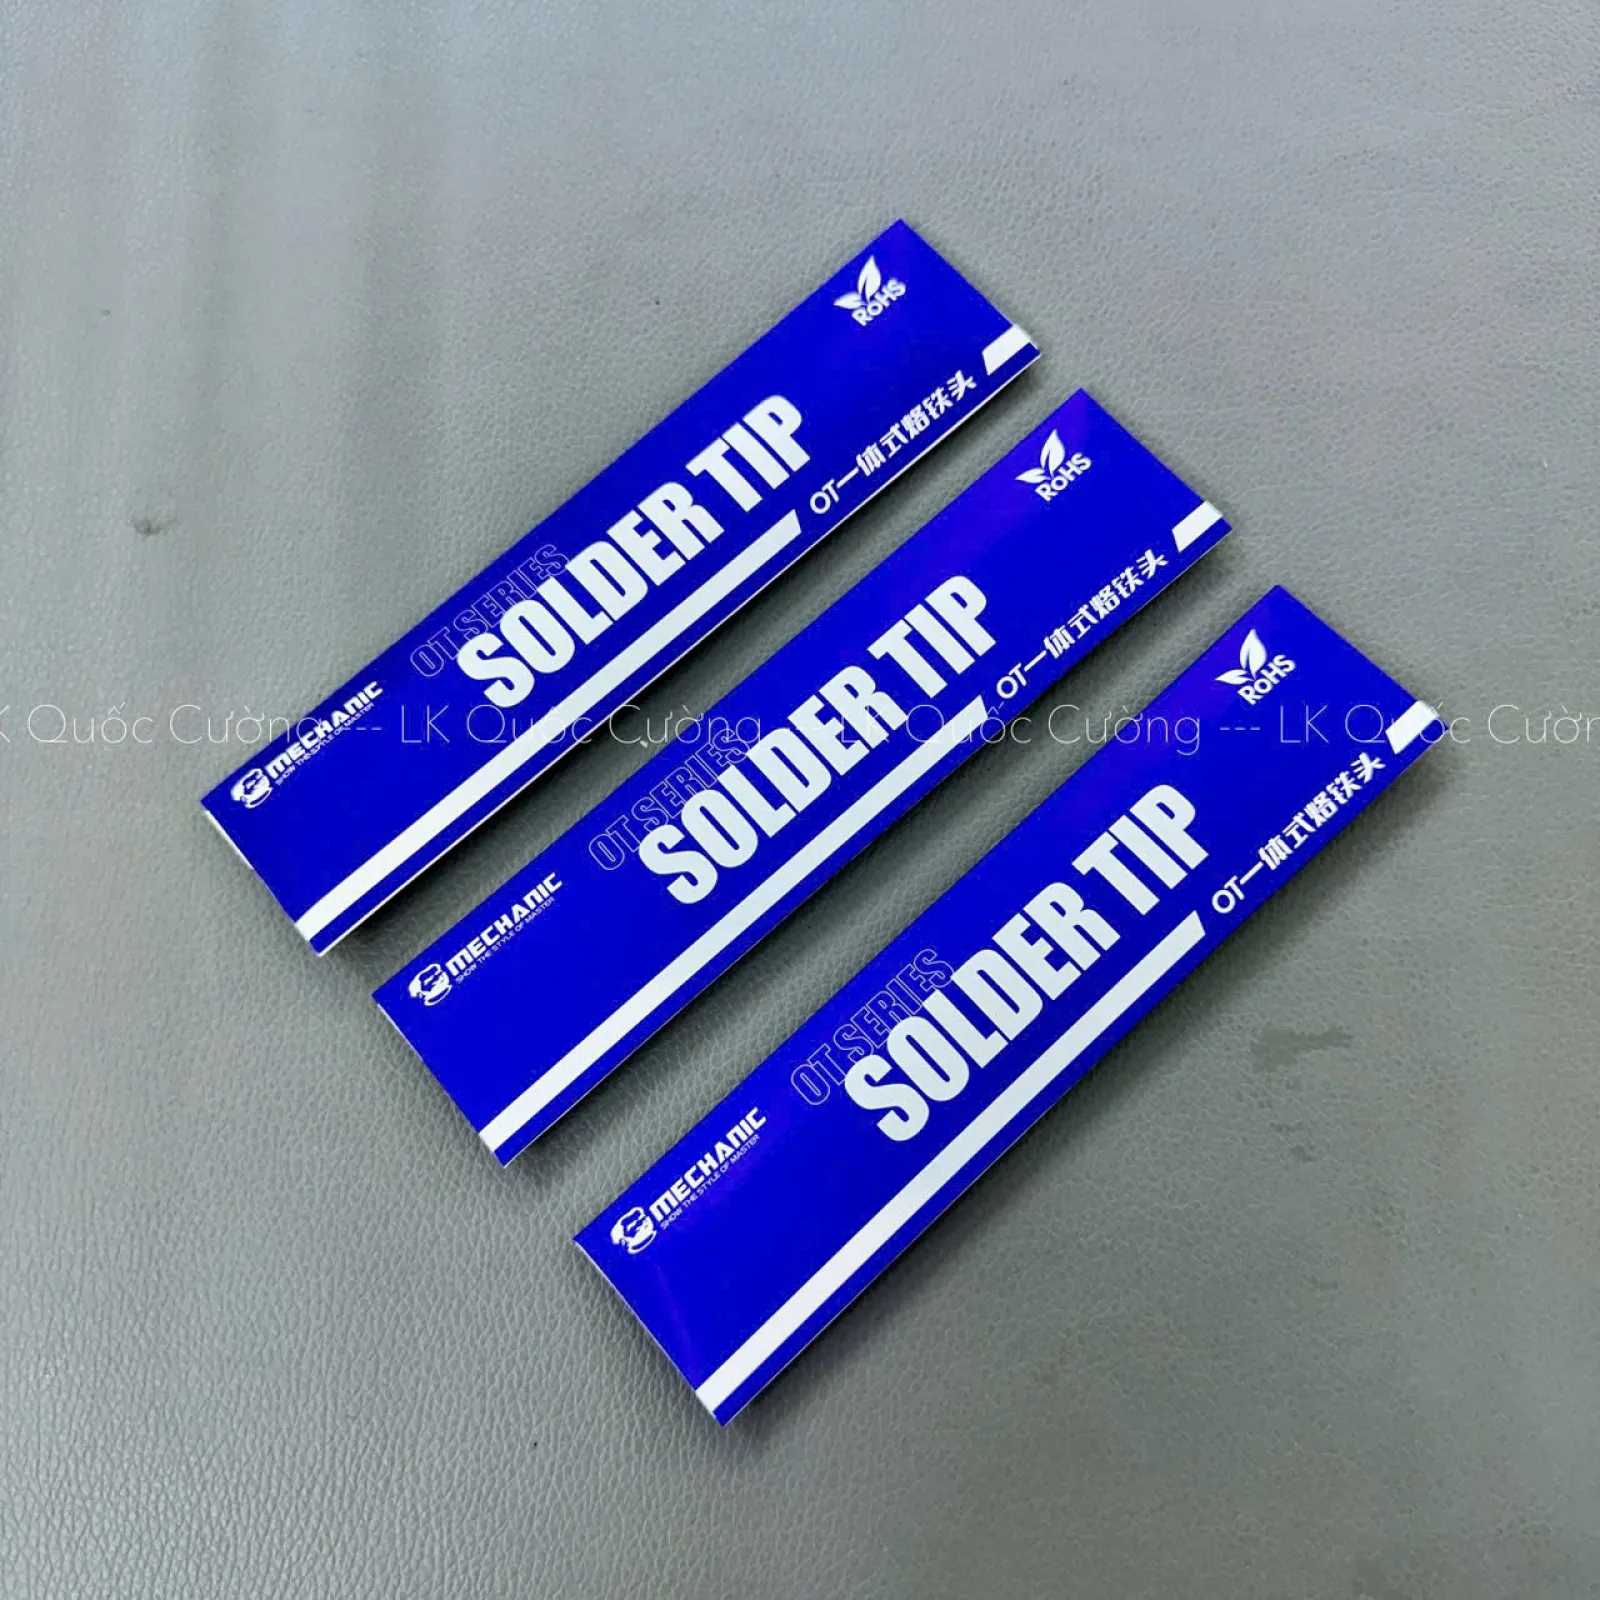 RoHS
OT SERIES
SOLDER TIP
OT一体式烙铁头
MECHANIC
SHOW THE STYLE OF MASTER
RoHS
OT SERIES
SOLDER TIP
OT一体式烙铁头
MECHANIC
SHOW THE STYLE OF MASTER
RoHS
OT SERIES
SOLDER TIP
OT一体式烙铁头
MECHANIC
SHOW THE STYLE OF MASTER
K Quốc Cường --- LK Quốc Cường --- LK Quốc Cường --- LK Quốc Cườn